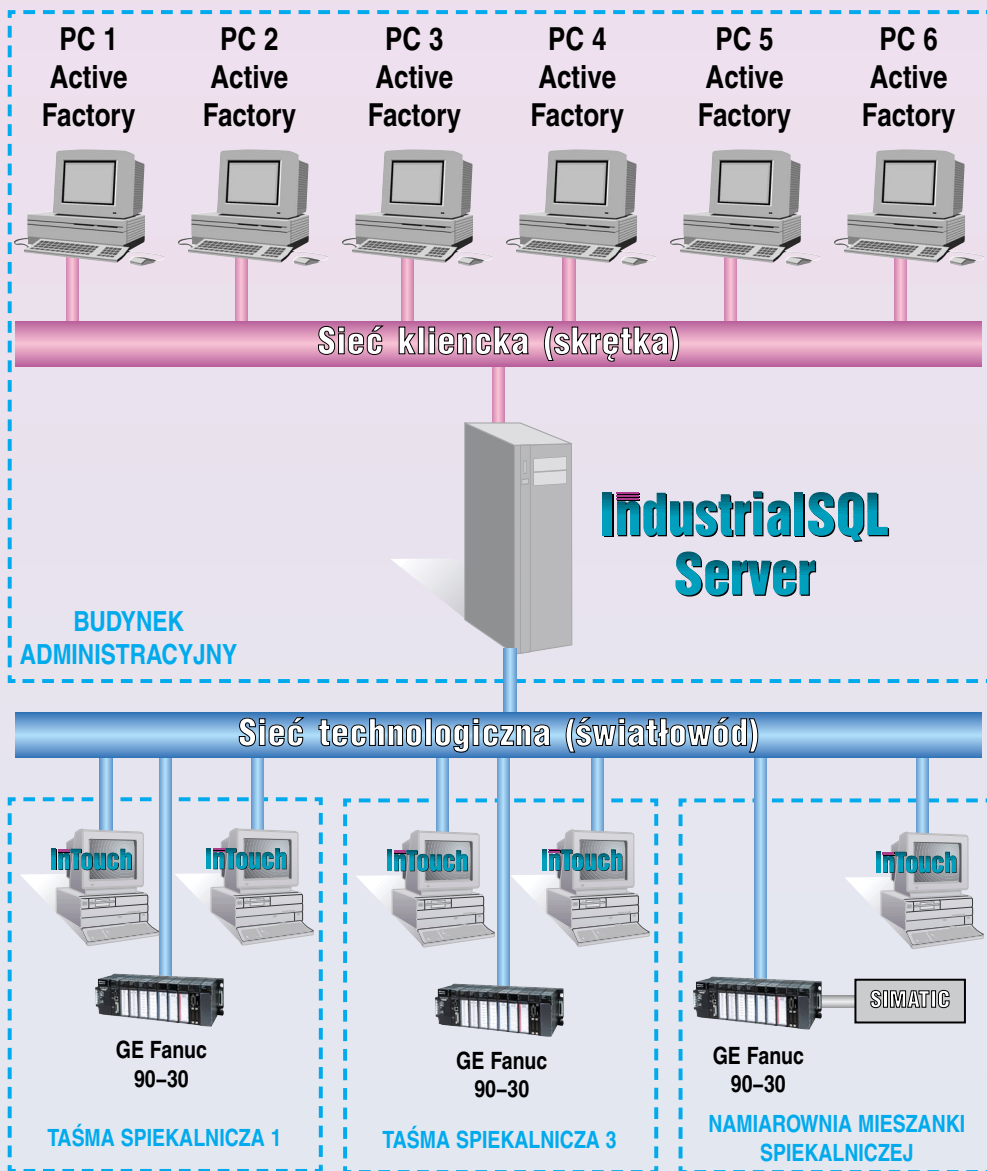 PC 1
Active
Factory
PC 2
Active
Factory
PC 3
Active
Factory
PC 4
Active
Factory
PC 5
Active
Factory
PC 6
Active
Factory
Sieć kliencka (skrętka)
IndustrialSQL
Server
BUDYNEK
ADMINISTRACYJNY
Sieć technologiczna (światłowód)
InTouch
InTouch
InTouch
InTouch
InTouch
SIMATIC
GE Fanuc
90–30
GE Fanuc
90–30
GE Fanuc
90–30
TAŚMA SPIEKALNICZA 1
TAŚMA SPIEKALNICZA 3
NAMIAROWNIA MIESZANKI
SPIEKALNICZEJ